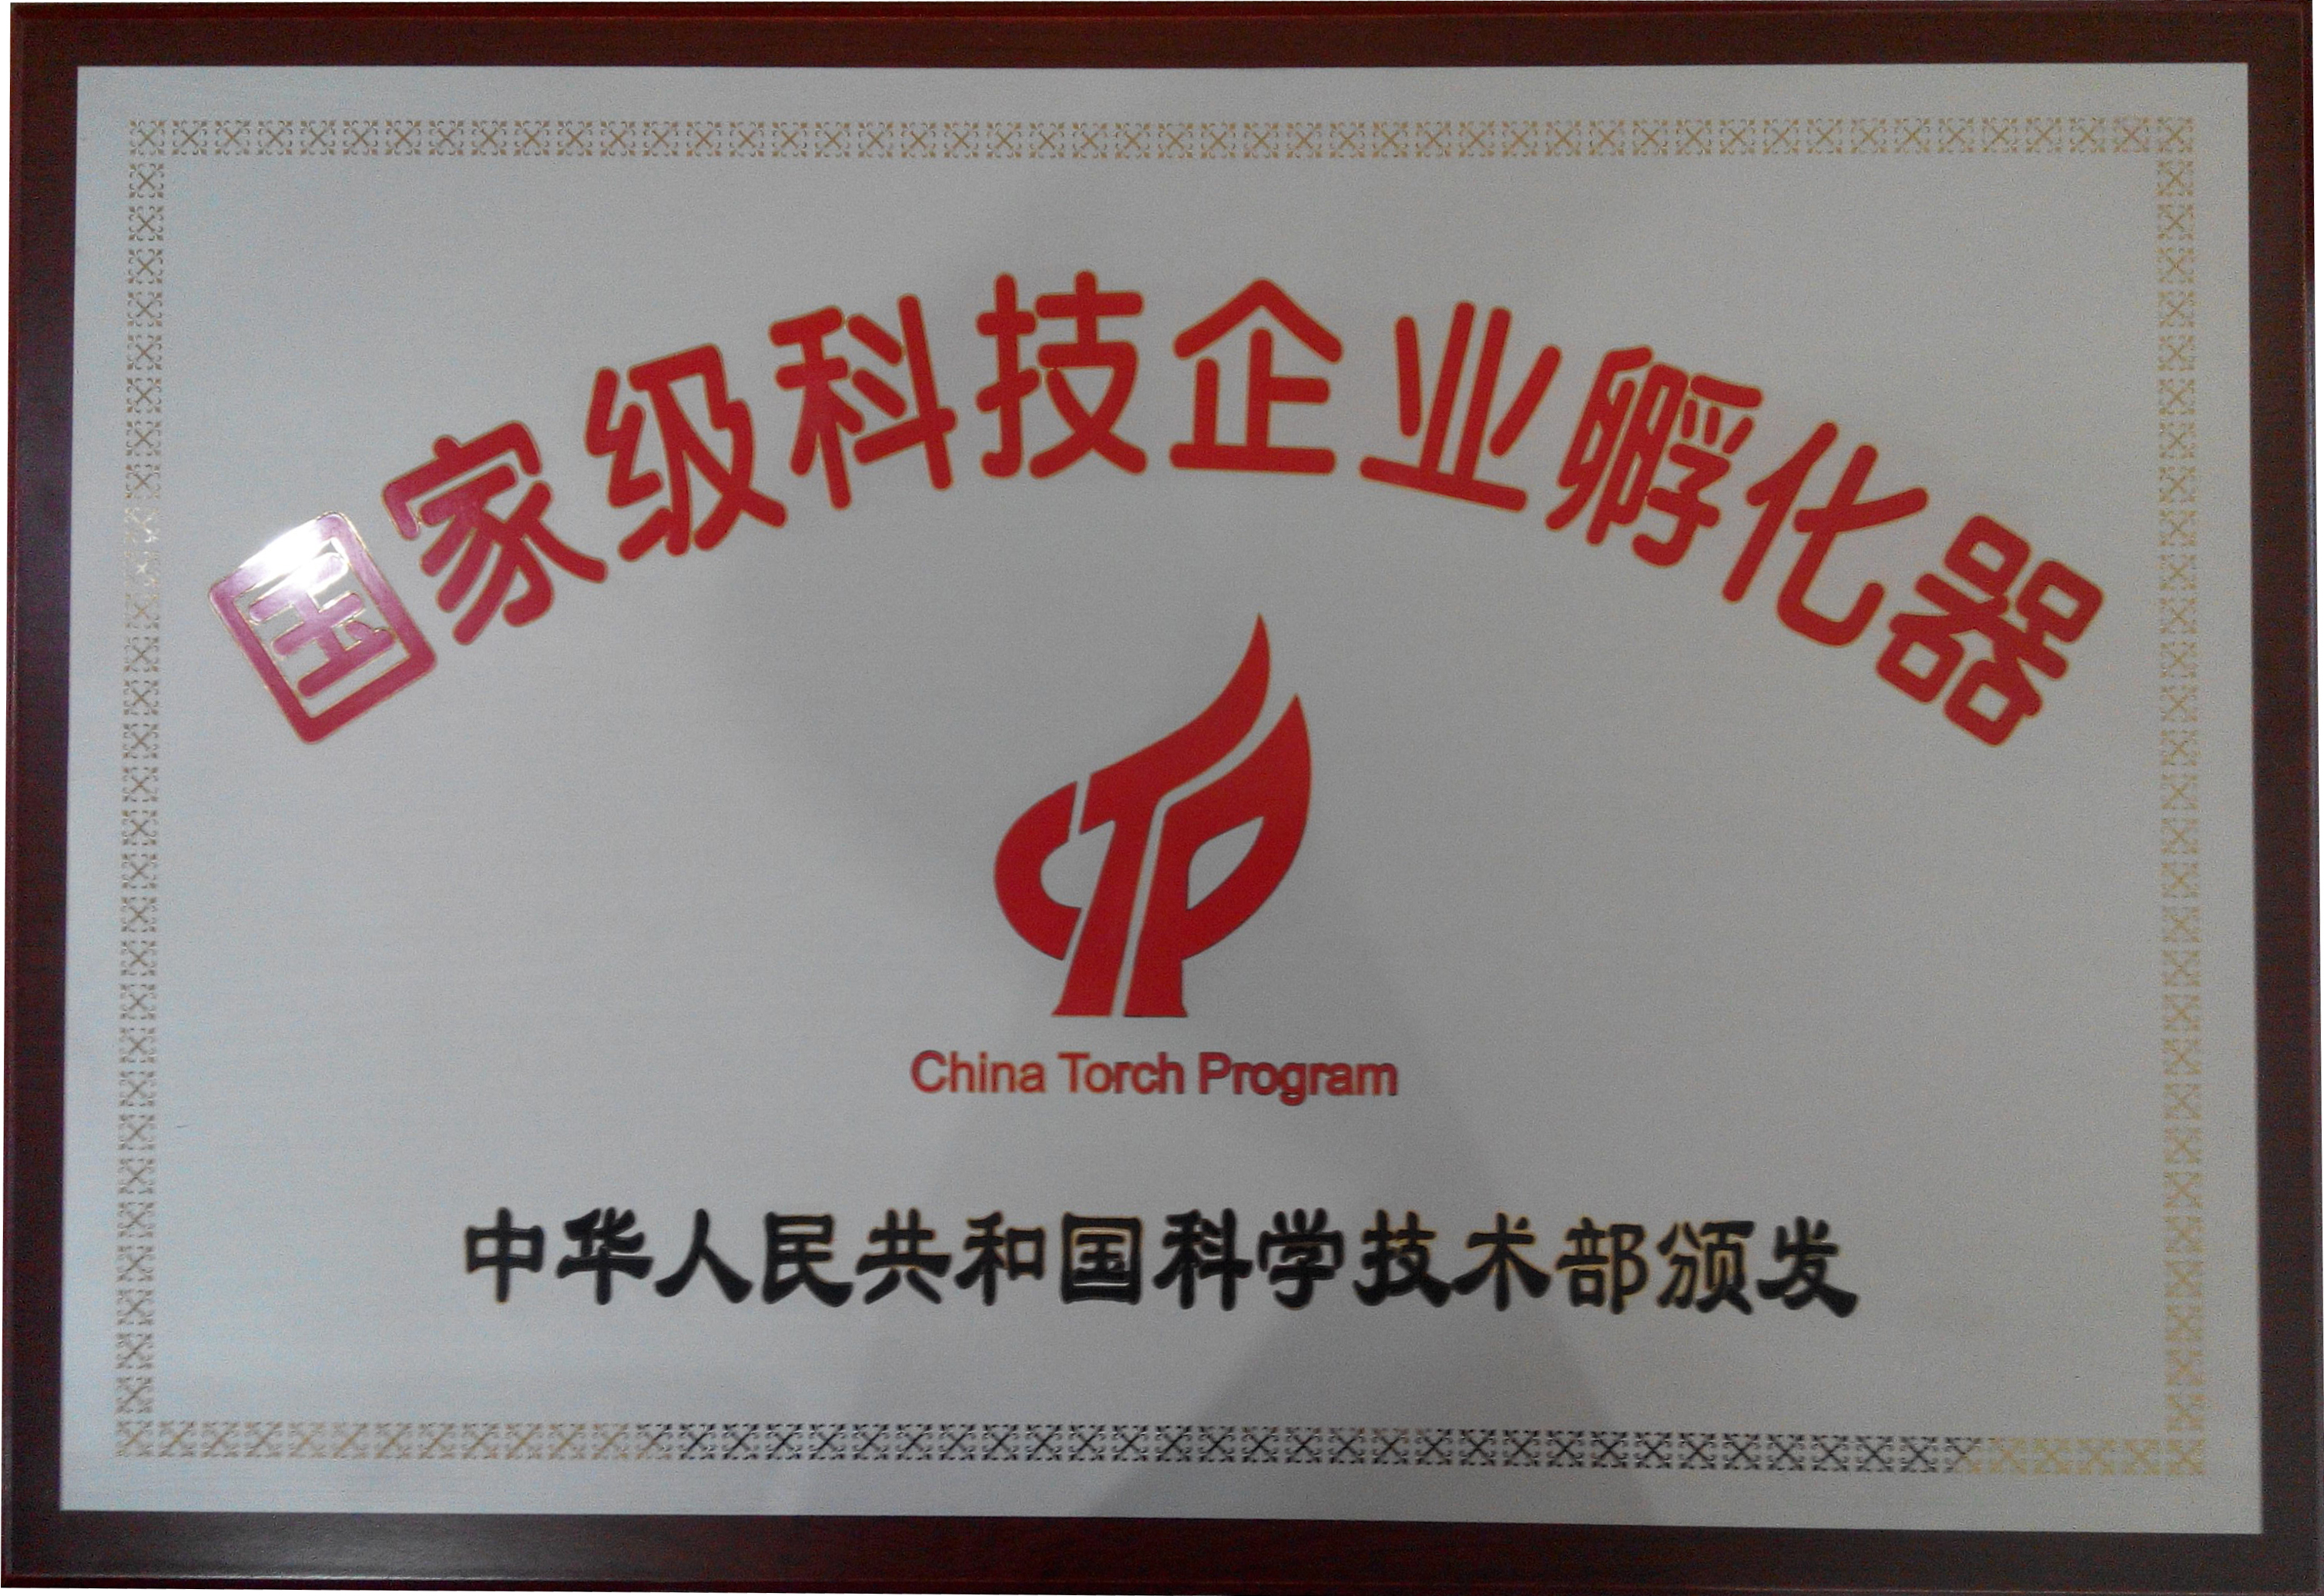 国家级科技企业孵化器
China Torch Program
中华人民共和国科学技术部颁发